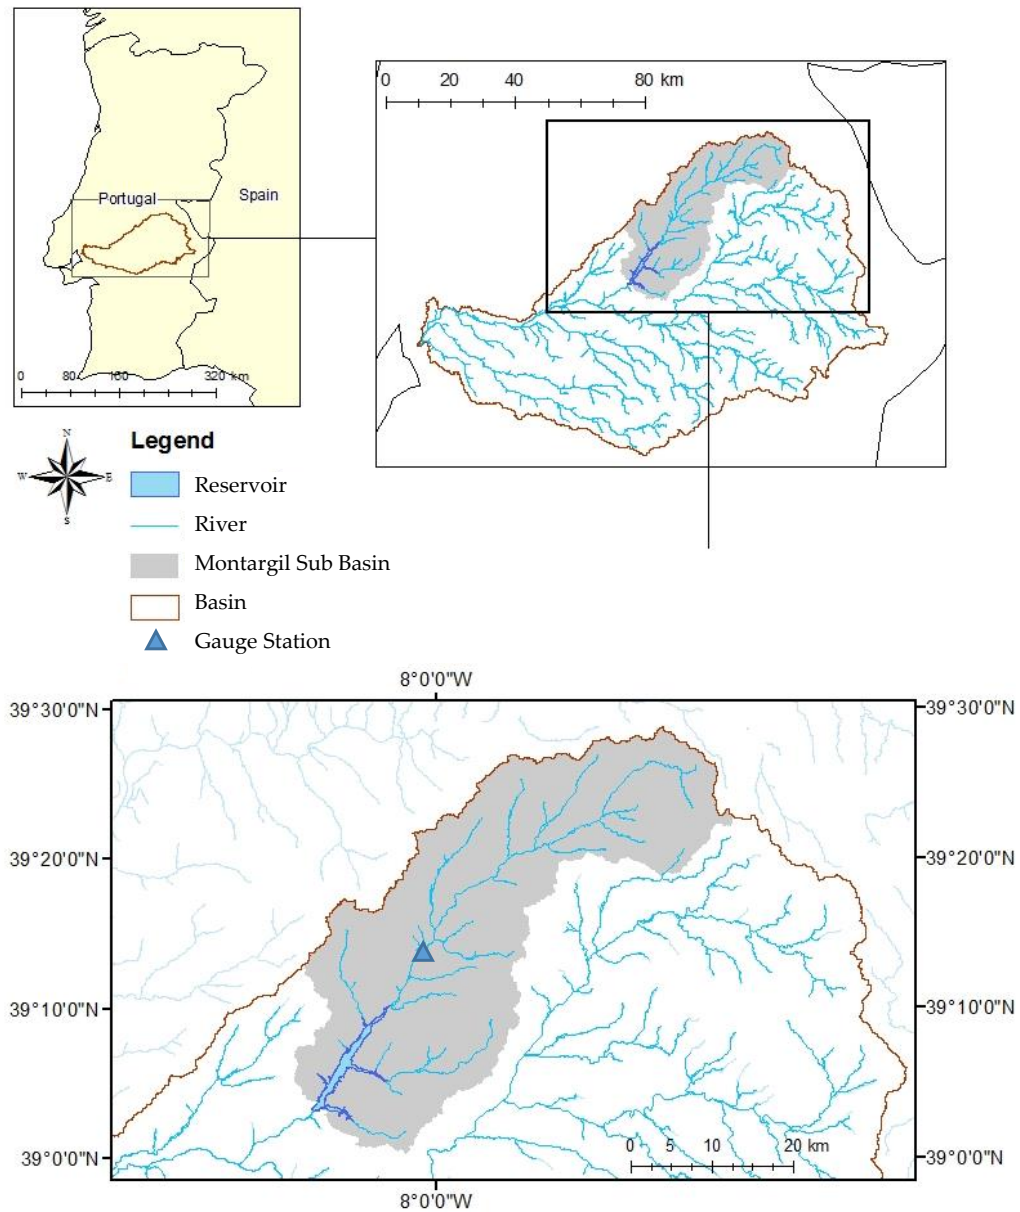 Portugal
Spain
0 80 160 320 km
0 20 40 80 km
N
W E
S
Legend
Reservoir
River
Montargil Sub Basin
Basin
Gauge Station
8°0'0"W
39°30'0"N 39°30'0"N
39°20'0"N 39°20'0"N
39°10'0"N 39°10'0"N
0 5 10 20 km
39°0'0"N 39°0'0"N
8°0'0"W